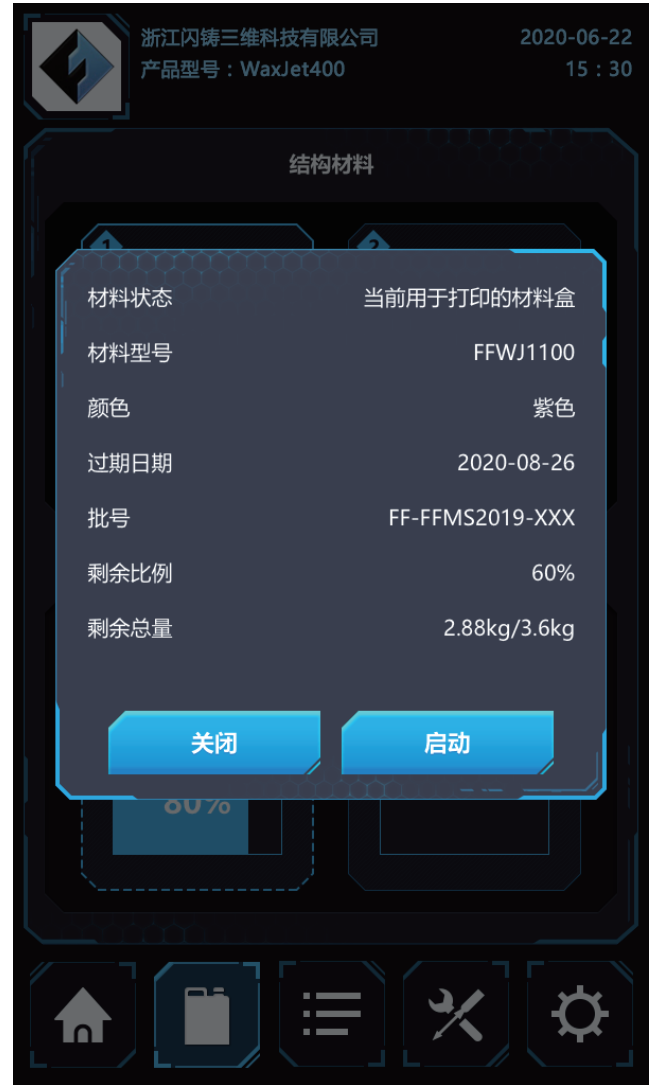 浙江闪铸三维科技有限公司 2020-06-22
产品型号：WaxJet400 15：30
结构材料
1 2
材料状态 当前用于打印的材料盒
材料型号 FFWJ1100
颜色 紫色
过期日期 2020-08-26
批号 FF-FFMS2019-XXX
剩余比例 60%
剩余总量 2.88kg/3.6kg
关闭 启动
80%